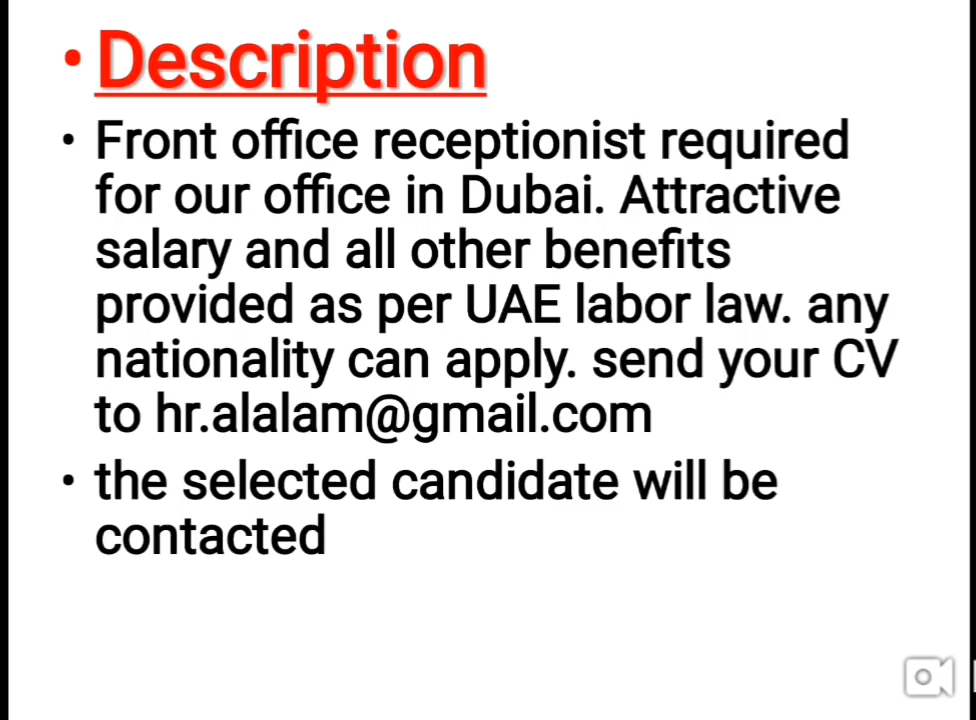 • Description
• Front office receptionist required
for our office in Dubai. Attractive
salary and all other benefits
provided as per UAE labor law. any
nationality can apply. send your CV
to hr.alalam@gmail.com
• the selected candidate will be
contacted